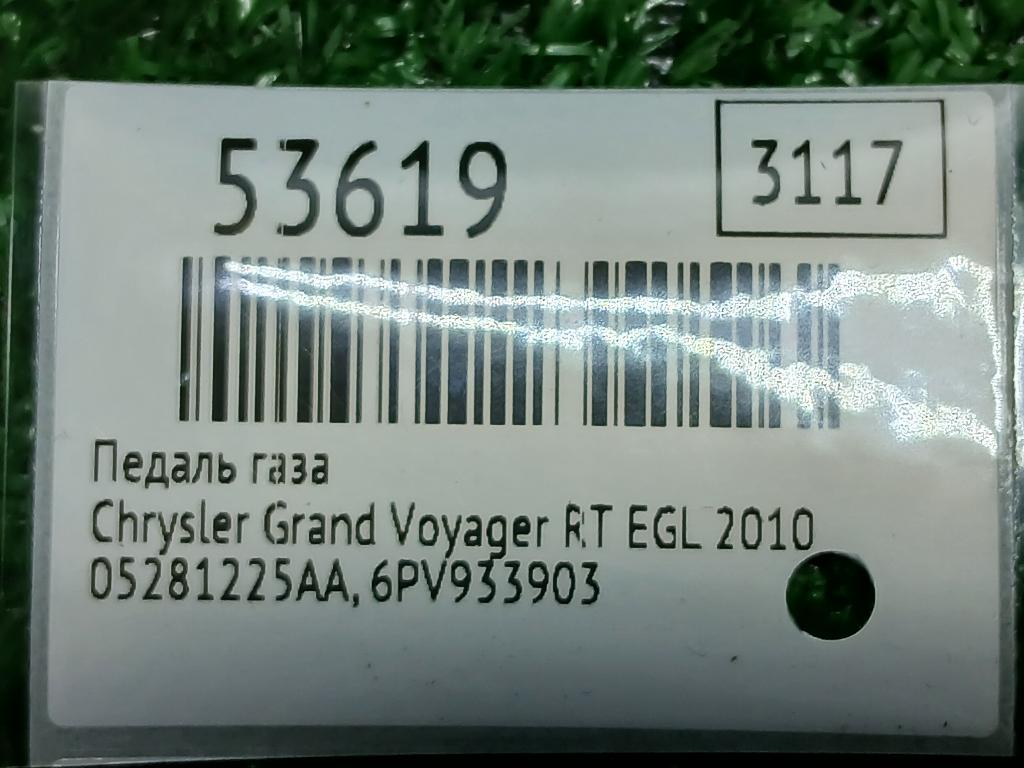 53619
3117
Педаль газа
Chrysler Grand Voyager RT EGL 2010
05281225AA, 6PV933903